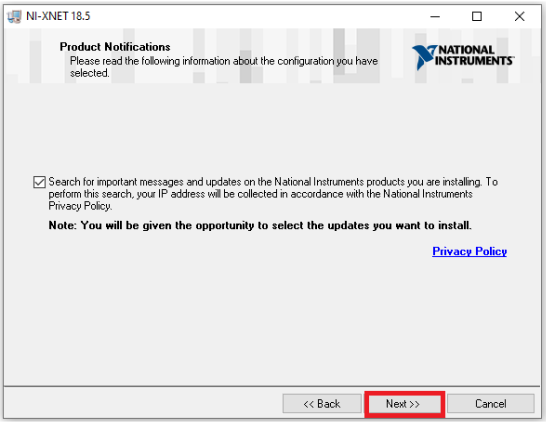 NI-XNET 18.5
Product Notifications
Please read the following information about the configuration you have
selected.
NATIONAL
INSTRUMENTS
Search for important messages and updates on the National Instruments products you are installing. To
perform this search, your IP address will be collected in accordance with the National Instruments
Privacy Policy.
Note: You will be given the opportunity to select the updates you want to install.
Privacy Policy
<< Back
Next >>
Cancel